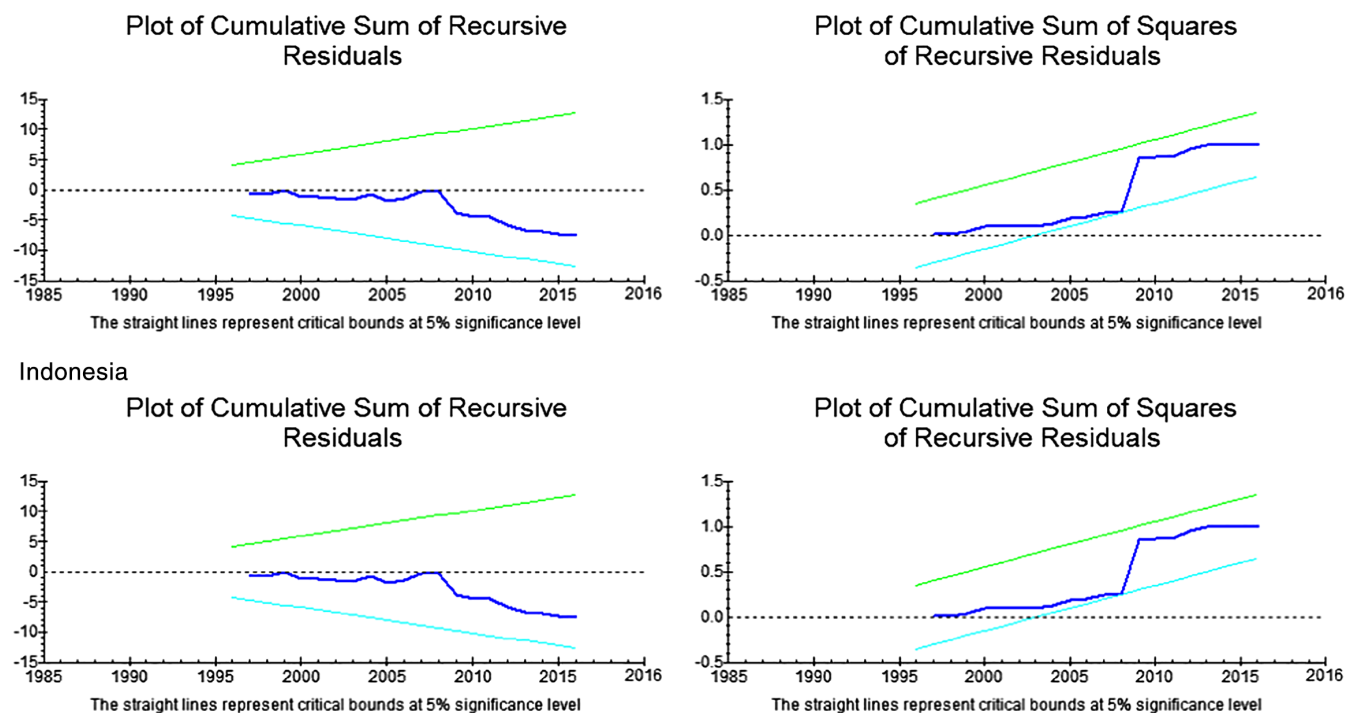 Plot of Cumulative Sum of Recursive
Residuals
15
10
5
0
-5
-10
-15
1985 1990 1995 2000 2005 2010 2015 2016
The straight lines represent critical bounds at 5% significance level
Plot of Cumulative Sum of Squares
of Recursive Residuals
1.5
1.0
0.5
0.0
-0.5
1985 1990 1995 2000 2005 2010 2015 2016
The straight lines represent critical bounds at 5% significance level
Indonesia
Plot of Cumulative Sum of Recursive
Residuals
15
10
5
0
-5
-10
-15
1985 1990 1995 2000 2005 2010 2015 2016
The straight lines represent critical bounds at 5% significance level
Plot of Cumulative Sum of Squares
of Recursive Residuals
1.5
1.0
0.5
0.0
-0.5
1985 1990 1995 2000 2005 2010 2015 2016
The straight lines represent critical bounds at 5% significance level